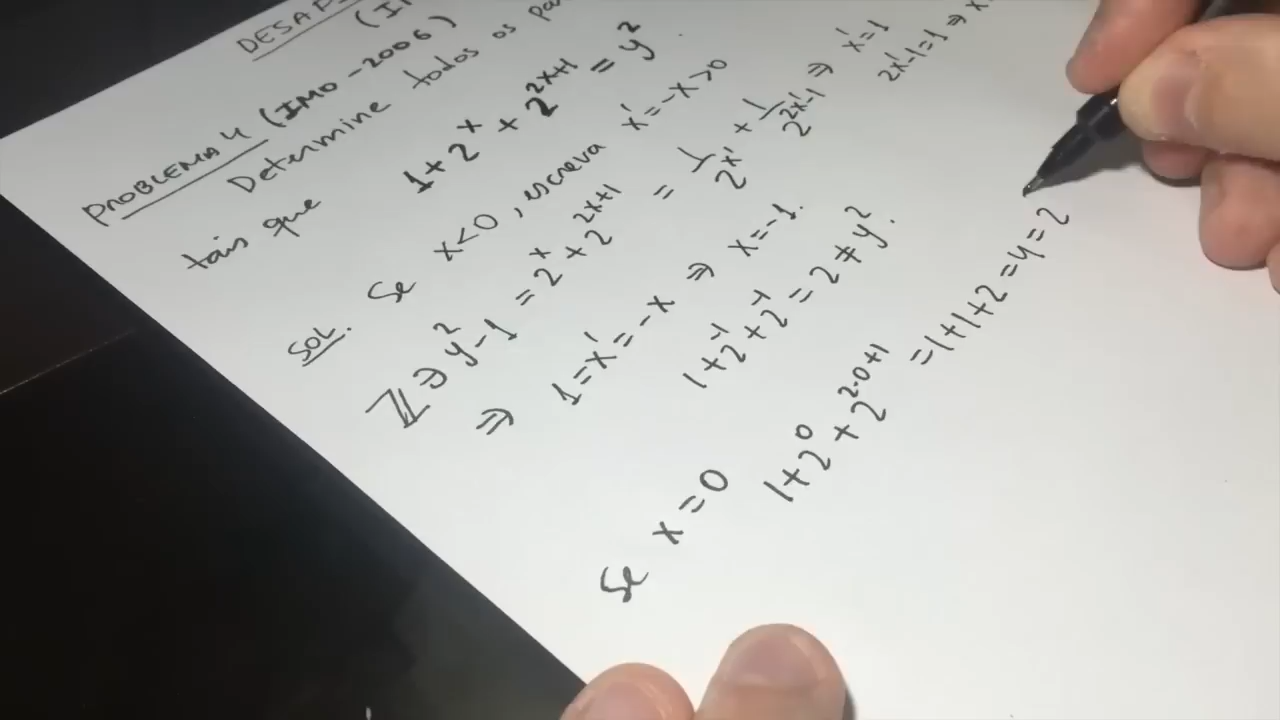 DESAF
(I
PROBLEMA 4 (IMO - 2006)
Determine todos os pa
tais que 1 + 2^x + 2^{2x+1} = y^2.
SOL. Se x < 0, escreva x' = -x > 0
ℤ ∋ y^2 - 1 = 2^x + 2^{2x+1} = 1/2^{x'} + 1/2^{2x'-1} ⇒ x' = 1
2x'-1 = 1 ⇒ x
⇒ 1 = x' = -x ⇒ x = -1.
1 + 2^{-1} + 2^{-1} = 2 ≠ y^2.
Se x = 0
1 + 2^0 + 2^{2·0+1} = 1+1+2 = 4 = 2